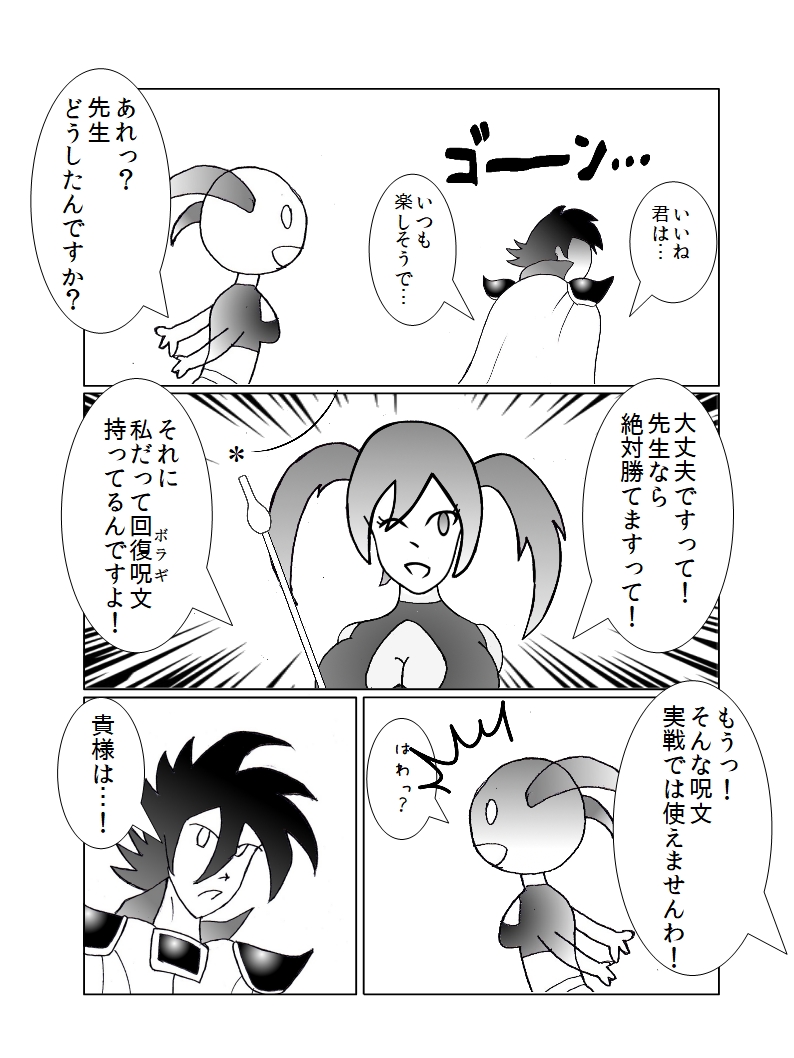 いいね
君は…
ゴーーン…
いつも
楽しそうで…
あれっ?
先生
どうしたんですか?
大丈夫ですって!
先生なら
絶対勝てますって!
*
それに
私だって回復呪文
ボラギ
持ってるんですよ!
もうっ!
そんな呪文
実戦では使えませんわ!
はわっ?
貴様は…!